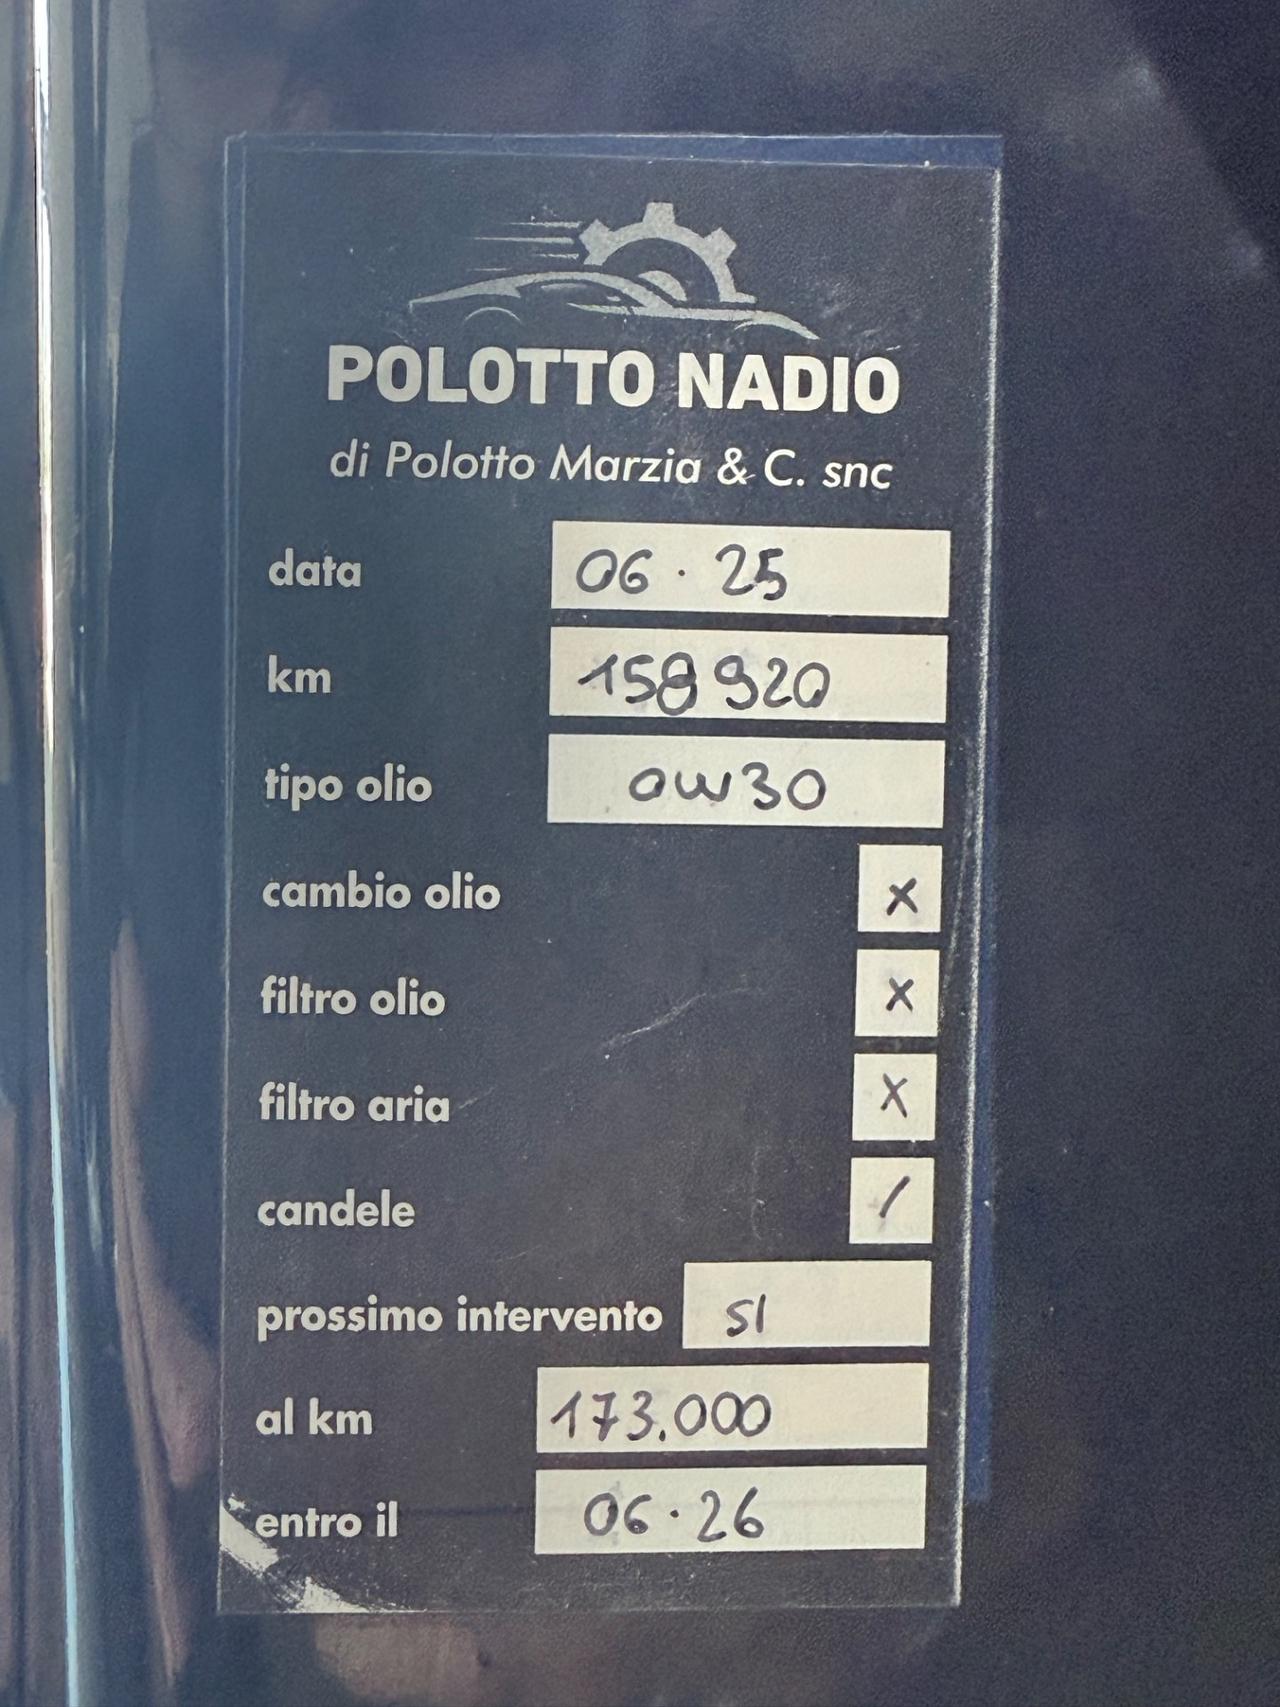 POLOTTO NADIO
di Polotto Marzia & C. snc
data 06 · 25
km 158920
tipo olio 0W30
cambio olio x
filtro olio x
filtro aria x
candele /
prossimo intervento SI
al km 173.000
entro il 06 · 26